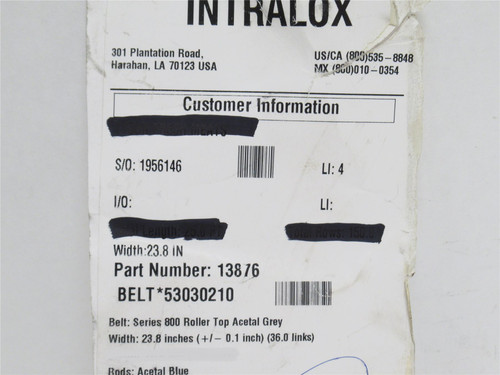 INTRALOX
301 Plantation Road,
Harahan, LA 70123 USA
US/CA (800)535-8848
MX (800)010-0354
Customer Information
S/O: 1956146
LI: 4
I/O:
LI:
Width:23.8 IN
Part Number: 13876
BELT*53030210
Belt: Series 800 Roller Top Acetal Grey
Width: 23.8 inches (+/- 0.1 inch) (36.0 links)
Rods: Acetal Blue